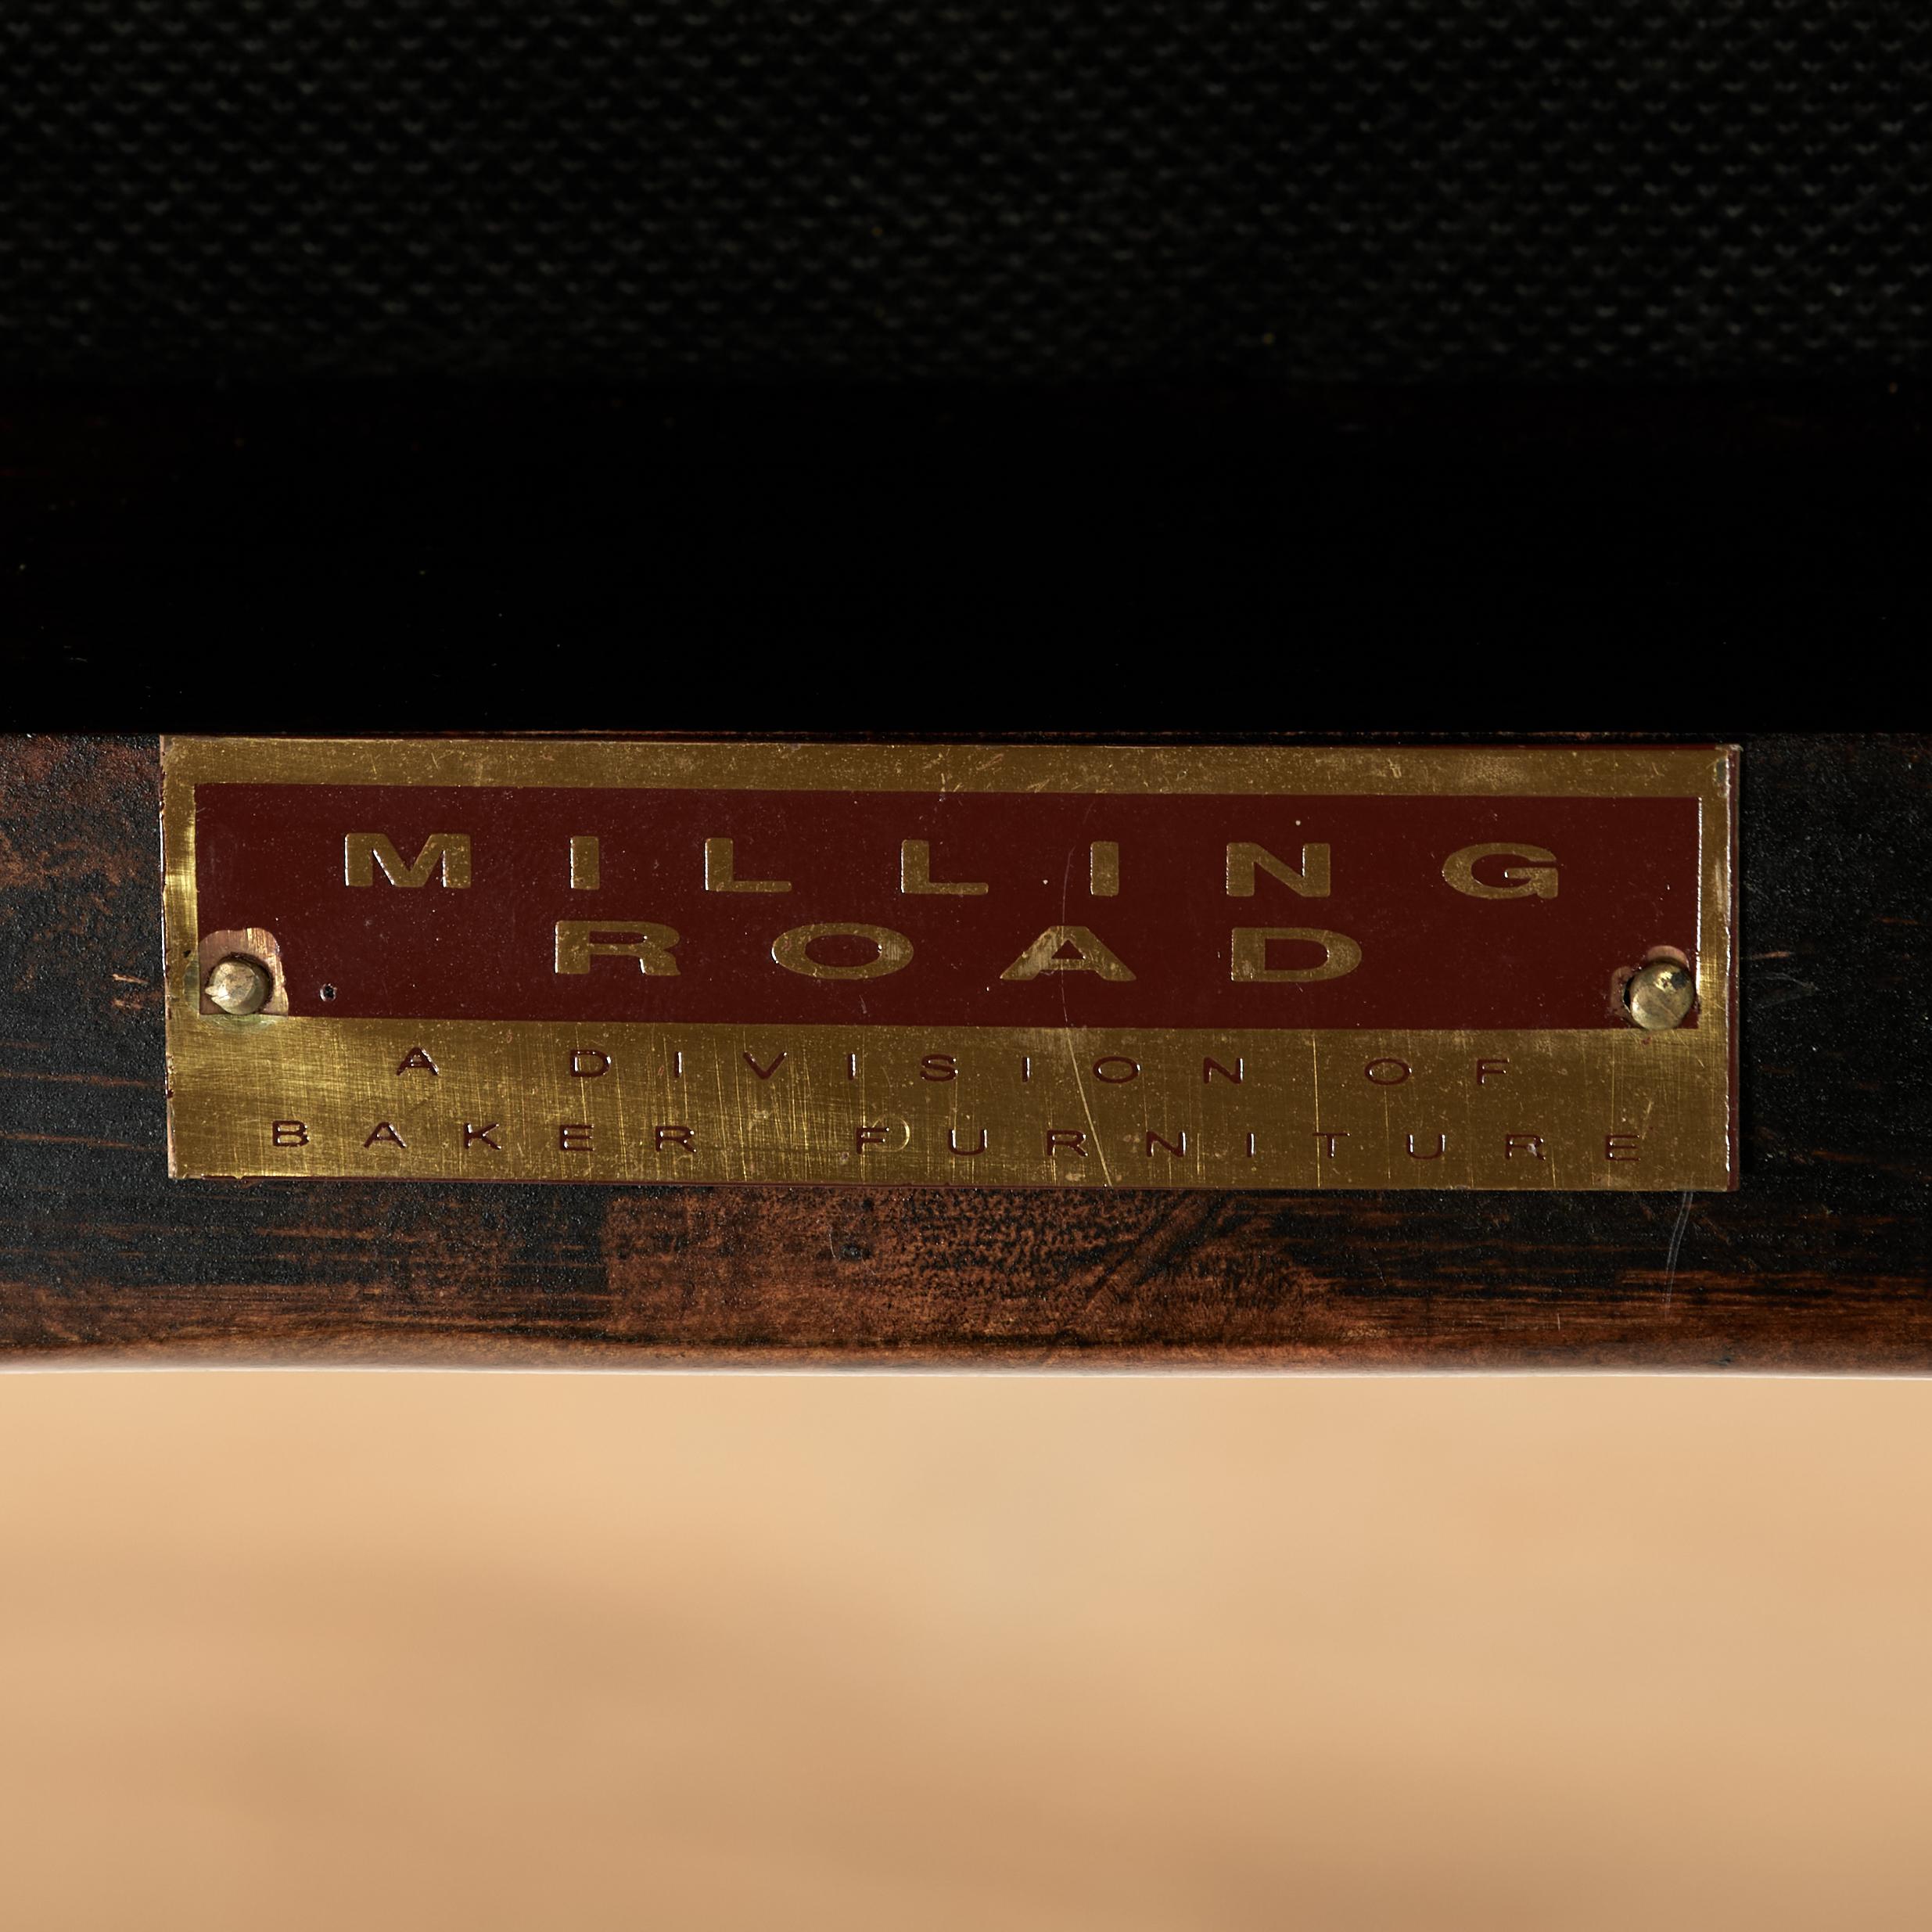 MILLING
ROAD
A DIVISION OF
BAKER FURNITURE